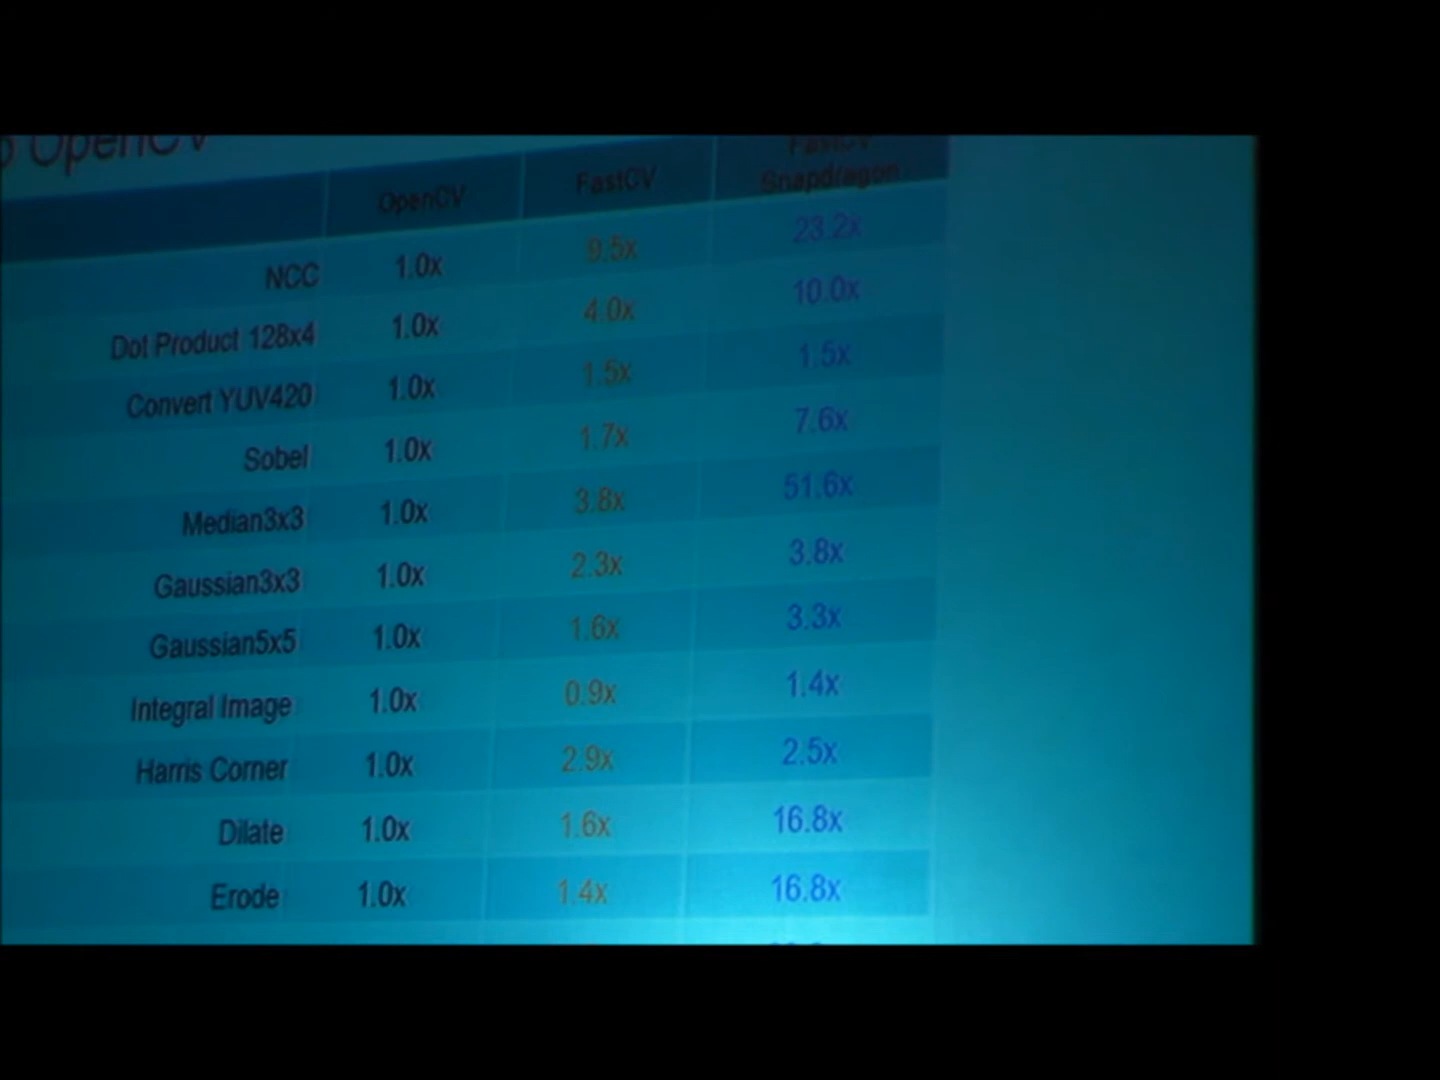 o OpenCV
OpenCV FastCV FastCV Snapdragon
NCC 1.0x 9.5x 23.2x
Dot Product 128x4 1.0x 4.0x 10.0x
Convert YUV420 1.0x 1.5x 1.5x
Sobel 1.0x 1.7x 7.6x
Median3x3 1.0x 3.8x 51.6x
Gaussian3x3 1.0x 2.3x 3.8x
Gaussian5x5 1.0x 1.6x 3.3x
Integral Image 1.0x 0.9x 1.4x
Harris Corner 1.0x 2.9x 2.5x
Dilate 1.0x 1.6x 16.8x
Erode 1.0x 1.4x 16.8x